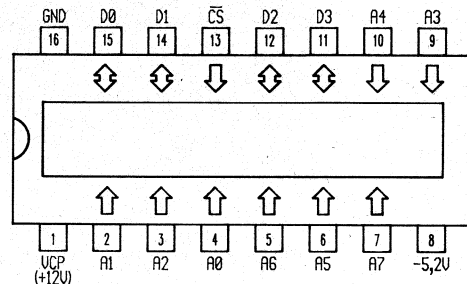 GND D0 D1 CS D2 D3 A4 A3
16 15 14 13 12 11 10 9
1 2 3 4 5 6 7 8
VCP A1 A2 A0 A6 A5 A7 -5,2V
(+12V)